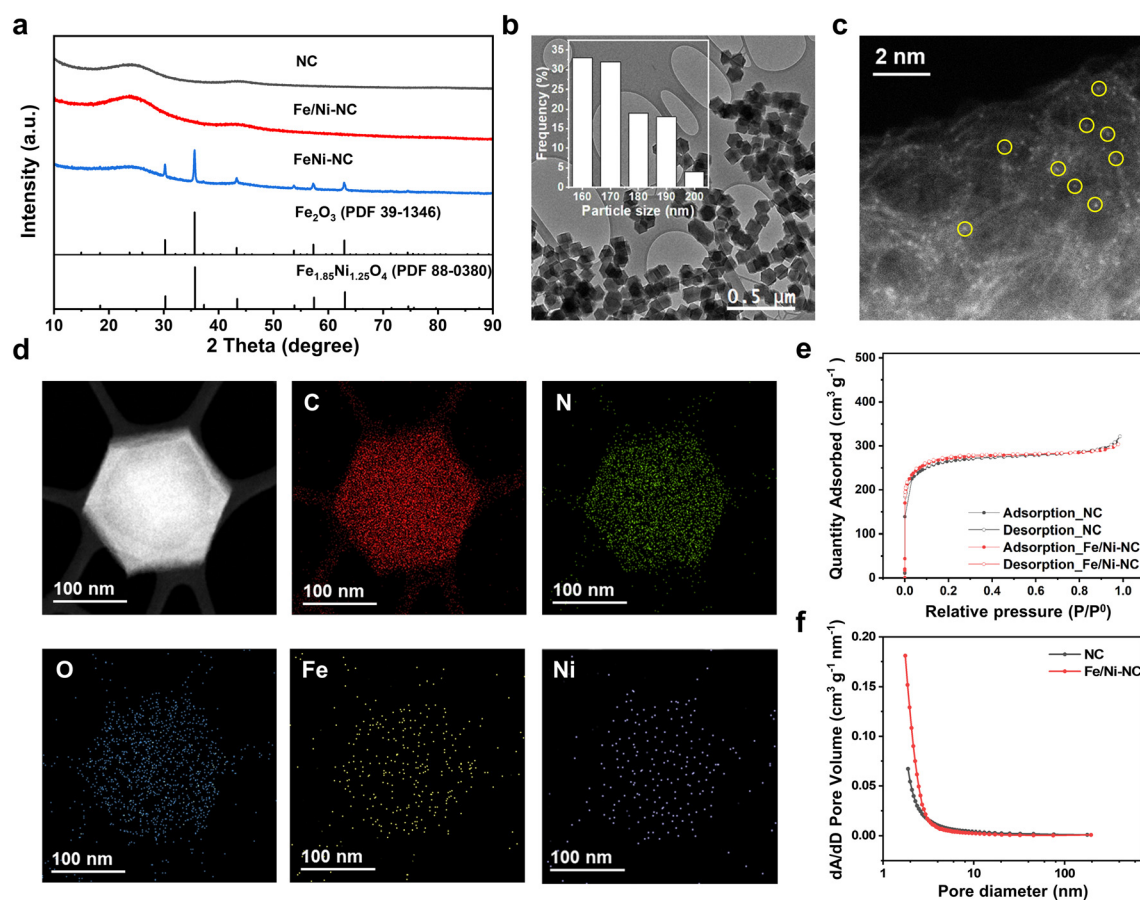 a
NC
Fe/Ni-NC
FeNi-NC
Fe₂O₃ (PDF 39-1346)
Fe₁.₈₅Ni₁.₂₅O₄ (PDF 88-0380)
Intensity (a.u.)
10 20 30 40 50 60 70 80 90
2 Theta (degree)
b
35
30
25
20
15
10
5
0
Frequency (%)
160 170 180 190 200
Particle size (nm)
0.5 µm
c
2 nm
d
100 nm
C
100 nm
N
100 nm
O
100 nm
Fe
100 nm
Ni
100 nm
e
500
400
300
200
100
0
Quantity Adsorbed (cm³ g⁻¹)
Adsorption_NC
Desorption_NC
Adsorption_Fe/Ni-NC
Desorption_Fe/Ni-NC
0.0 0.2 0.4 0.6 0.8 1.0
Relative pressure (P/P⁰)
f
0.20
0.15
0.10
0.05
0.00
dA/dD Pore Volume (cm³ g⁻¹ nm⁻¹)
NC
Fe/Ni-NC
1 10 100
Pore diameter (nm)